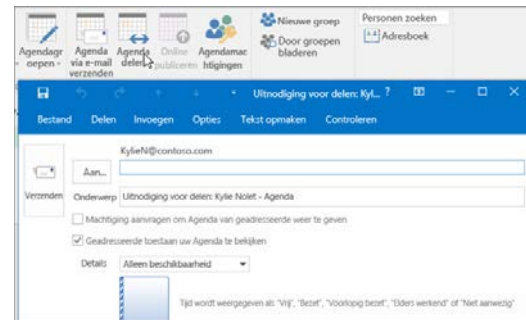 Agendagr oepen
Agenda via e-mail verzenden
Agenda delen
Online publiceren
Agendamac htigingen
Nieuwe groep
Door groepen bladeren
Personen zoeken
Adresboek
Uitnodiging voor delen: Kyl... ?
Bestand Delen Invoegen Opties Tekst opmaken Controleren
KylieN@contoso.com
Aan...
Verzenden
Onderwerp Uitnodiging voor delen: Kylie Nolet - Agenda
Machtiging aanvragen om Agenda van geadresseerde weer te geven
Geadresseerde toestaan uw Agenda te bekijken
Details Alleen beschikbaarheid
Tijd wordt weergegeven als "Vrij", "Bezet", "Voorlopig bezet", "Elders werkend" of "Niet aanwezig"